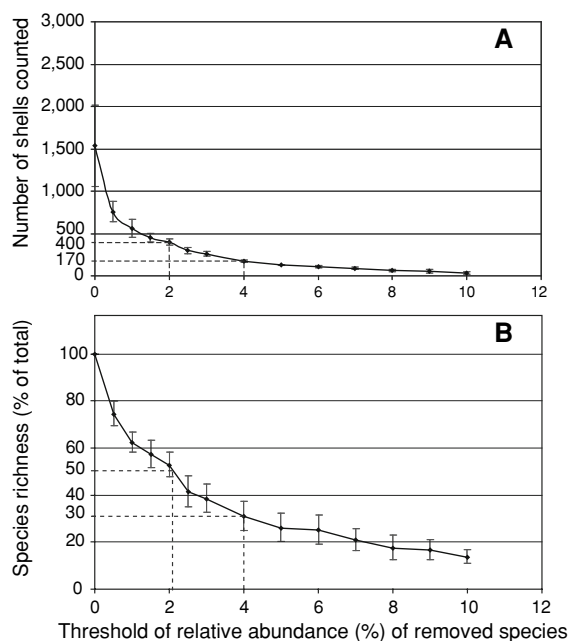 A
Number of shells counted
3,000
2,500
2,000
1,500
1,000
500
400
170
0
0 2 4 6 8 10 12
B
Species richness (% of total)
100
80
60
50
40
30
20
0
0 2 4 6 8 10 12
Threshold of relative abundance (%) of removed species